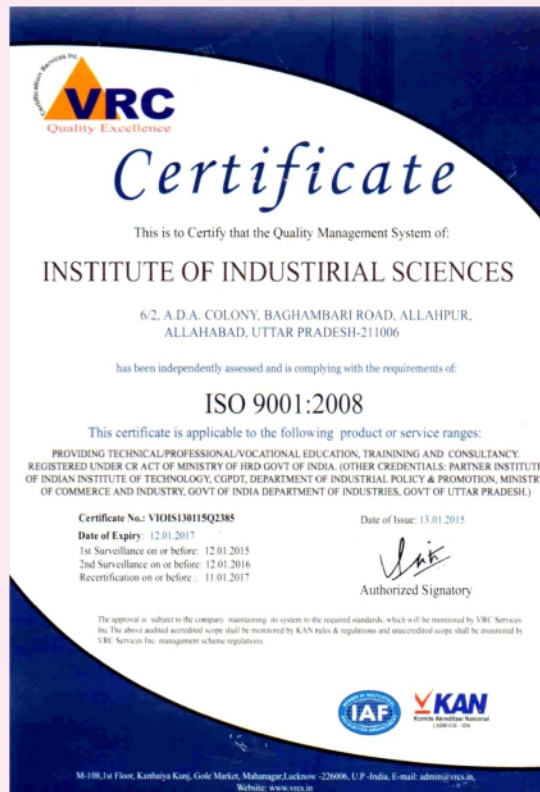 Certification Services Inc.
VRC
Quality Excellence
Certificate
This is to Certify that the Quality Management System of:
INSTITUTE OF INDUSTIRIAL SCIENCES
6/2, A.D.A. COLONY, BAGHAMBARI ROAD, ALLAHPUR,
ALLAHABAD, UTTAR PRADESH-211006
has been independently assessed and is complying with the requirements of:
ISO 9001:2008
This certificate is applicable to the following product or service ranges:
PROVIDING TECHNICAL/PROFESSIONAL/VOCATIONAL EDUCATION, TRAINING AND CONSULTANCY.
REGISTERED UNDER CR ACT OF MINISTRY OF HRD GOVT OF INDIA. (OTHER CREDENTIALS: PARTNER INSTITUTE
OF INDIAN INSTITUTE OF TECHNOLOGY, CGPDT, DEPARTMENT OF INDUSTRIAL POLICY & PROMOTION, MINISTRY
OF COMMERCE AND INDUSTRY, GOVT OF INDIA DEPARTMENT OF INDUSTRIES, GOVT OF UTTAR PRADESH.)
Certificate No.: VIOIS130115Q2385
Date of Expiry: 12.01.2017
1st Surveillance on or before: 12.01.2015
2nd Surveillance on or before: 12.01.2016
Recertification on or before : 11.01.2017
Date of Issue: 13.01.2015
Authorized Signatory
The approval is subject to the company maintaining its system to the required standards, which will be monitored by VRC Services
Inc. The above audited accredited scope shall be monitored by KAN rules & regulations and unaccredited scope shall be monitored by
VRC Services Inc. management scheme regulations.
IAF
KAN
Komite Akreditasi Nasional
M-108,1st Floor, Kanhaiya Kunj, Gole Market, Mahanagar,Lucknow -226006, U.P -India, E-mail: admin@vrcs.in,
Website: www.vrcs.in